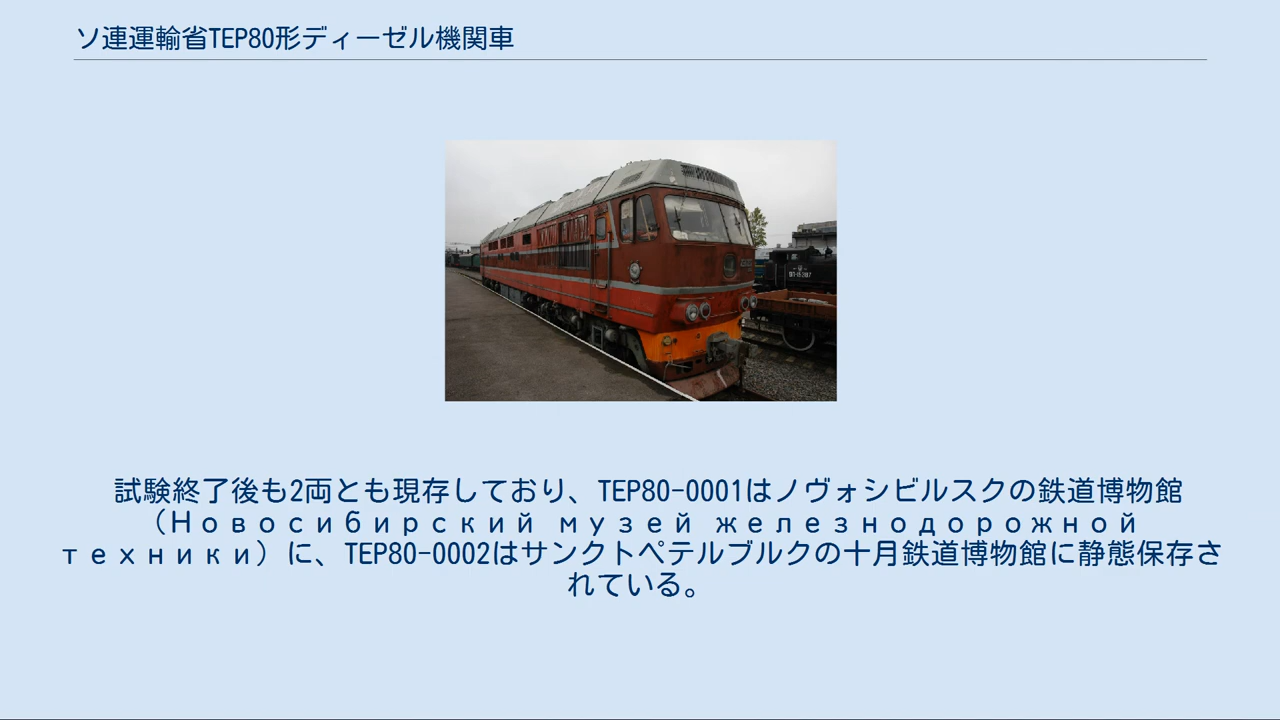 ソ連運輸省TEP80形ディーゼル機関車
試験終了後も2両とも現存しており、TEP80-0001はノヴォシビルスクの鉄道博物館
（Новосибирский музей железнодорожной
техники）に、TEP80-0002はサンクトペテルブルクの十月鉄道博物館に静態保存さ
れている。